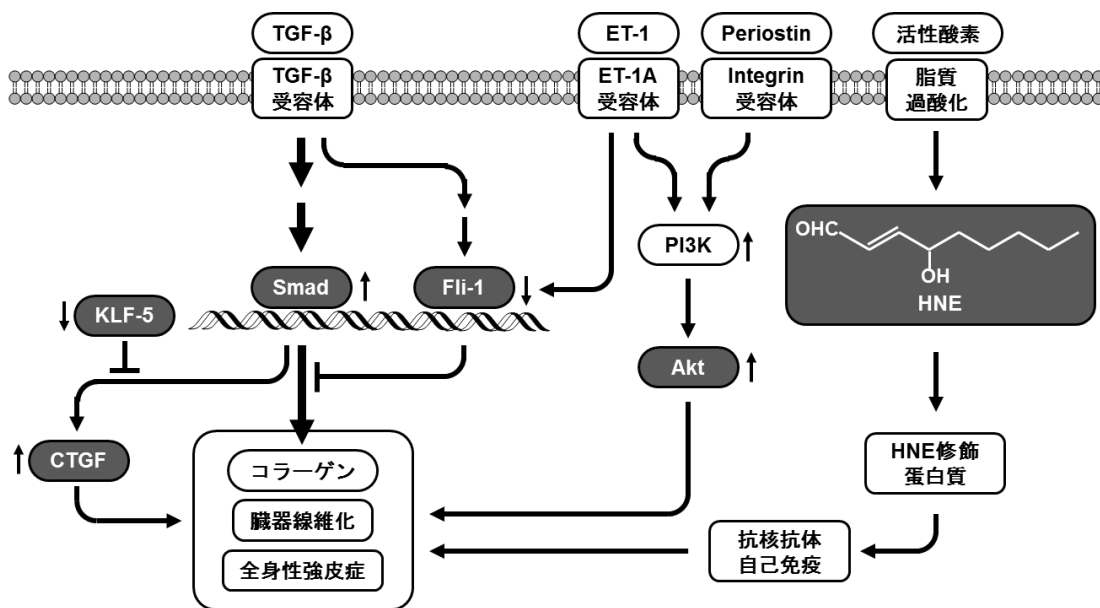 TGF-β
ET-1
Periostin
活性酸素
TGF-β
受容体
ET-1A
受容体
Integrin
受容体
脂質
過酸化
OHC
OH
HNE
PI3K
Smad
Fli-1
KLF-5
Akt
CTGF
コラーゲン
臓器線維化
全身性強皮症
HNE修飾
蛋白質
抗核抗体
自己免疫